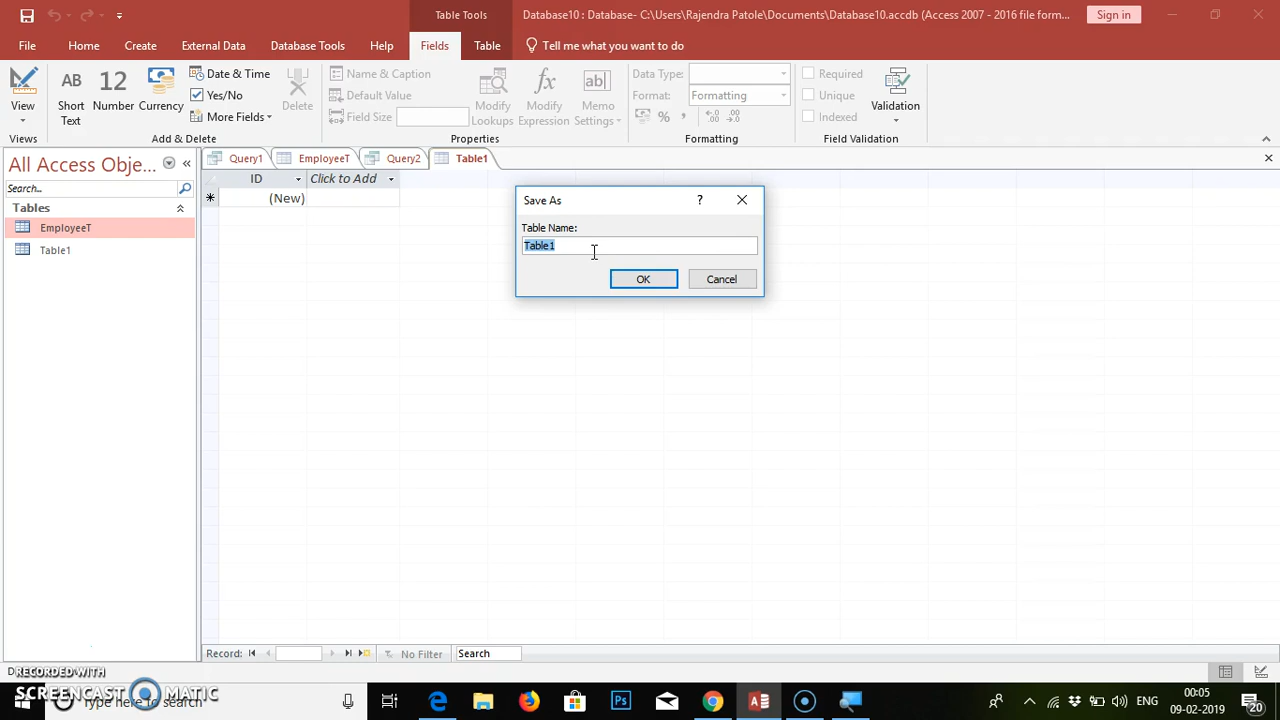 Table Tools
Database10 : Database- C:\Users\Rajendra Patole\Documents\Database10.accdb (Access 2007 - 2016 file form...
Sign in
File
Home
Create
External Data
Database Tools
Help
Fields
Table
Tell me what you want to do
View
Views
AB
Short
Text
12
Number
Currency
Date & Time
Yes/No
More Fields
Delete
Add & Delete
Name & Caption
Default Value
Field Size
Modify
Lookups
fx
Modify
Expression
ab
Memo
Settings
Properties
Data Type:
Format:
Formatting
%
Formatting
Required
Unique
Indexed
Validation
Field Validation
All Access Obje...
Search...
Tables
EmployeeT
Table1
Query1
EmployeeT
Query2
Table1
ID
Click to Add
(New)
Save As
?
Table Name:
Table1
OK
Cancel
Record:
No Filter
Search
RECORDED WITH
SCREENCAST MATIC
Type here to search
ENG
00:05
09-02-2019
20